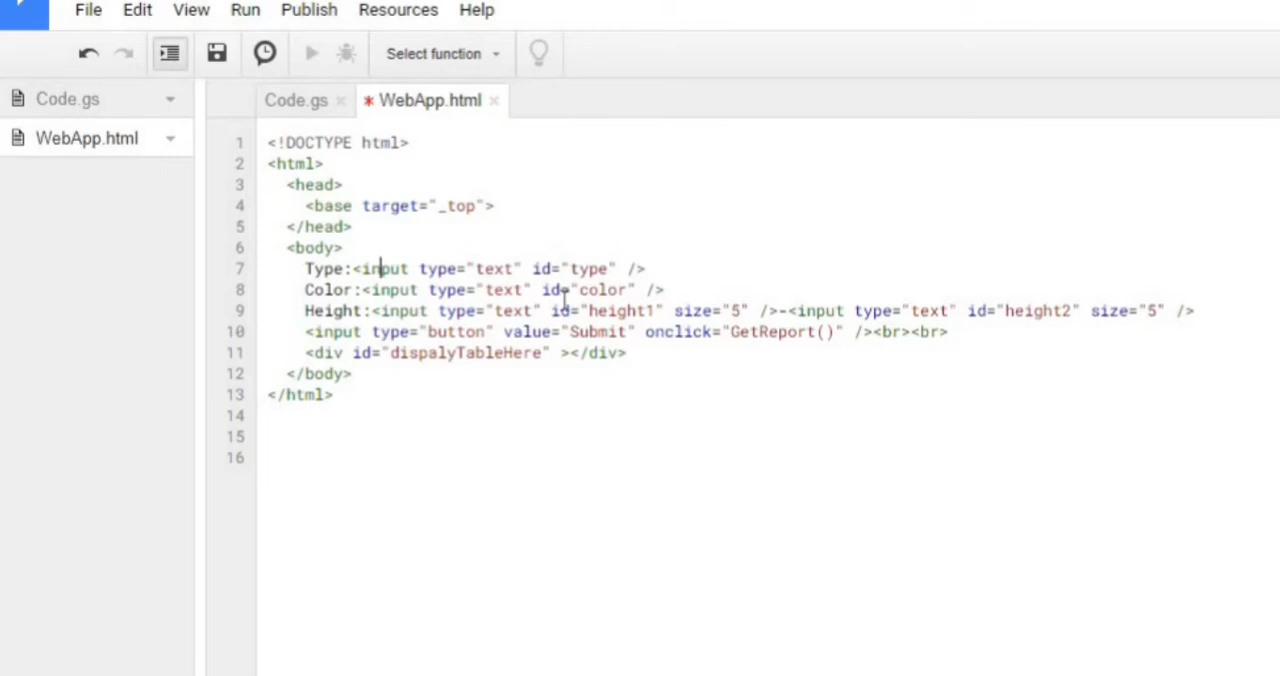 File Edit View Run Publish Resources Help
Select function
Code.gs
WebApp.html
Code.gs × * WebApp.html ×
1 <!DOCTYPE html>
2 <html>
3 <head>
4 <base target="_top">
5 </head>
6 <body>
7 Type:<input type="text" id="type" />
8 Color:<input type="text" id="color" />
9 Height:<input type="text" id="height1" size="5" />-<input type="text" id="height2" size="5" />
10 <input type="button" value="Submit" onclick="GetReport()" /><br><br>
11 <div id="dispalyTableHere" ></div>
12 </body>
13 </html>
14
15
16